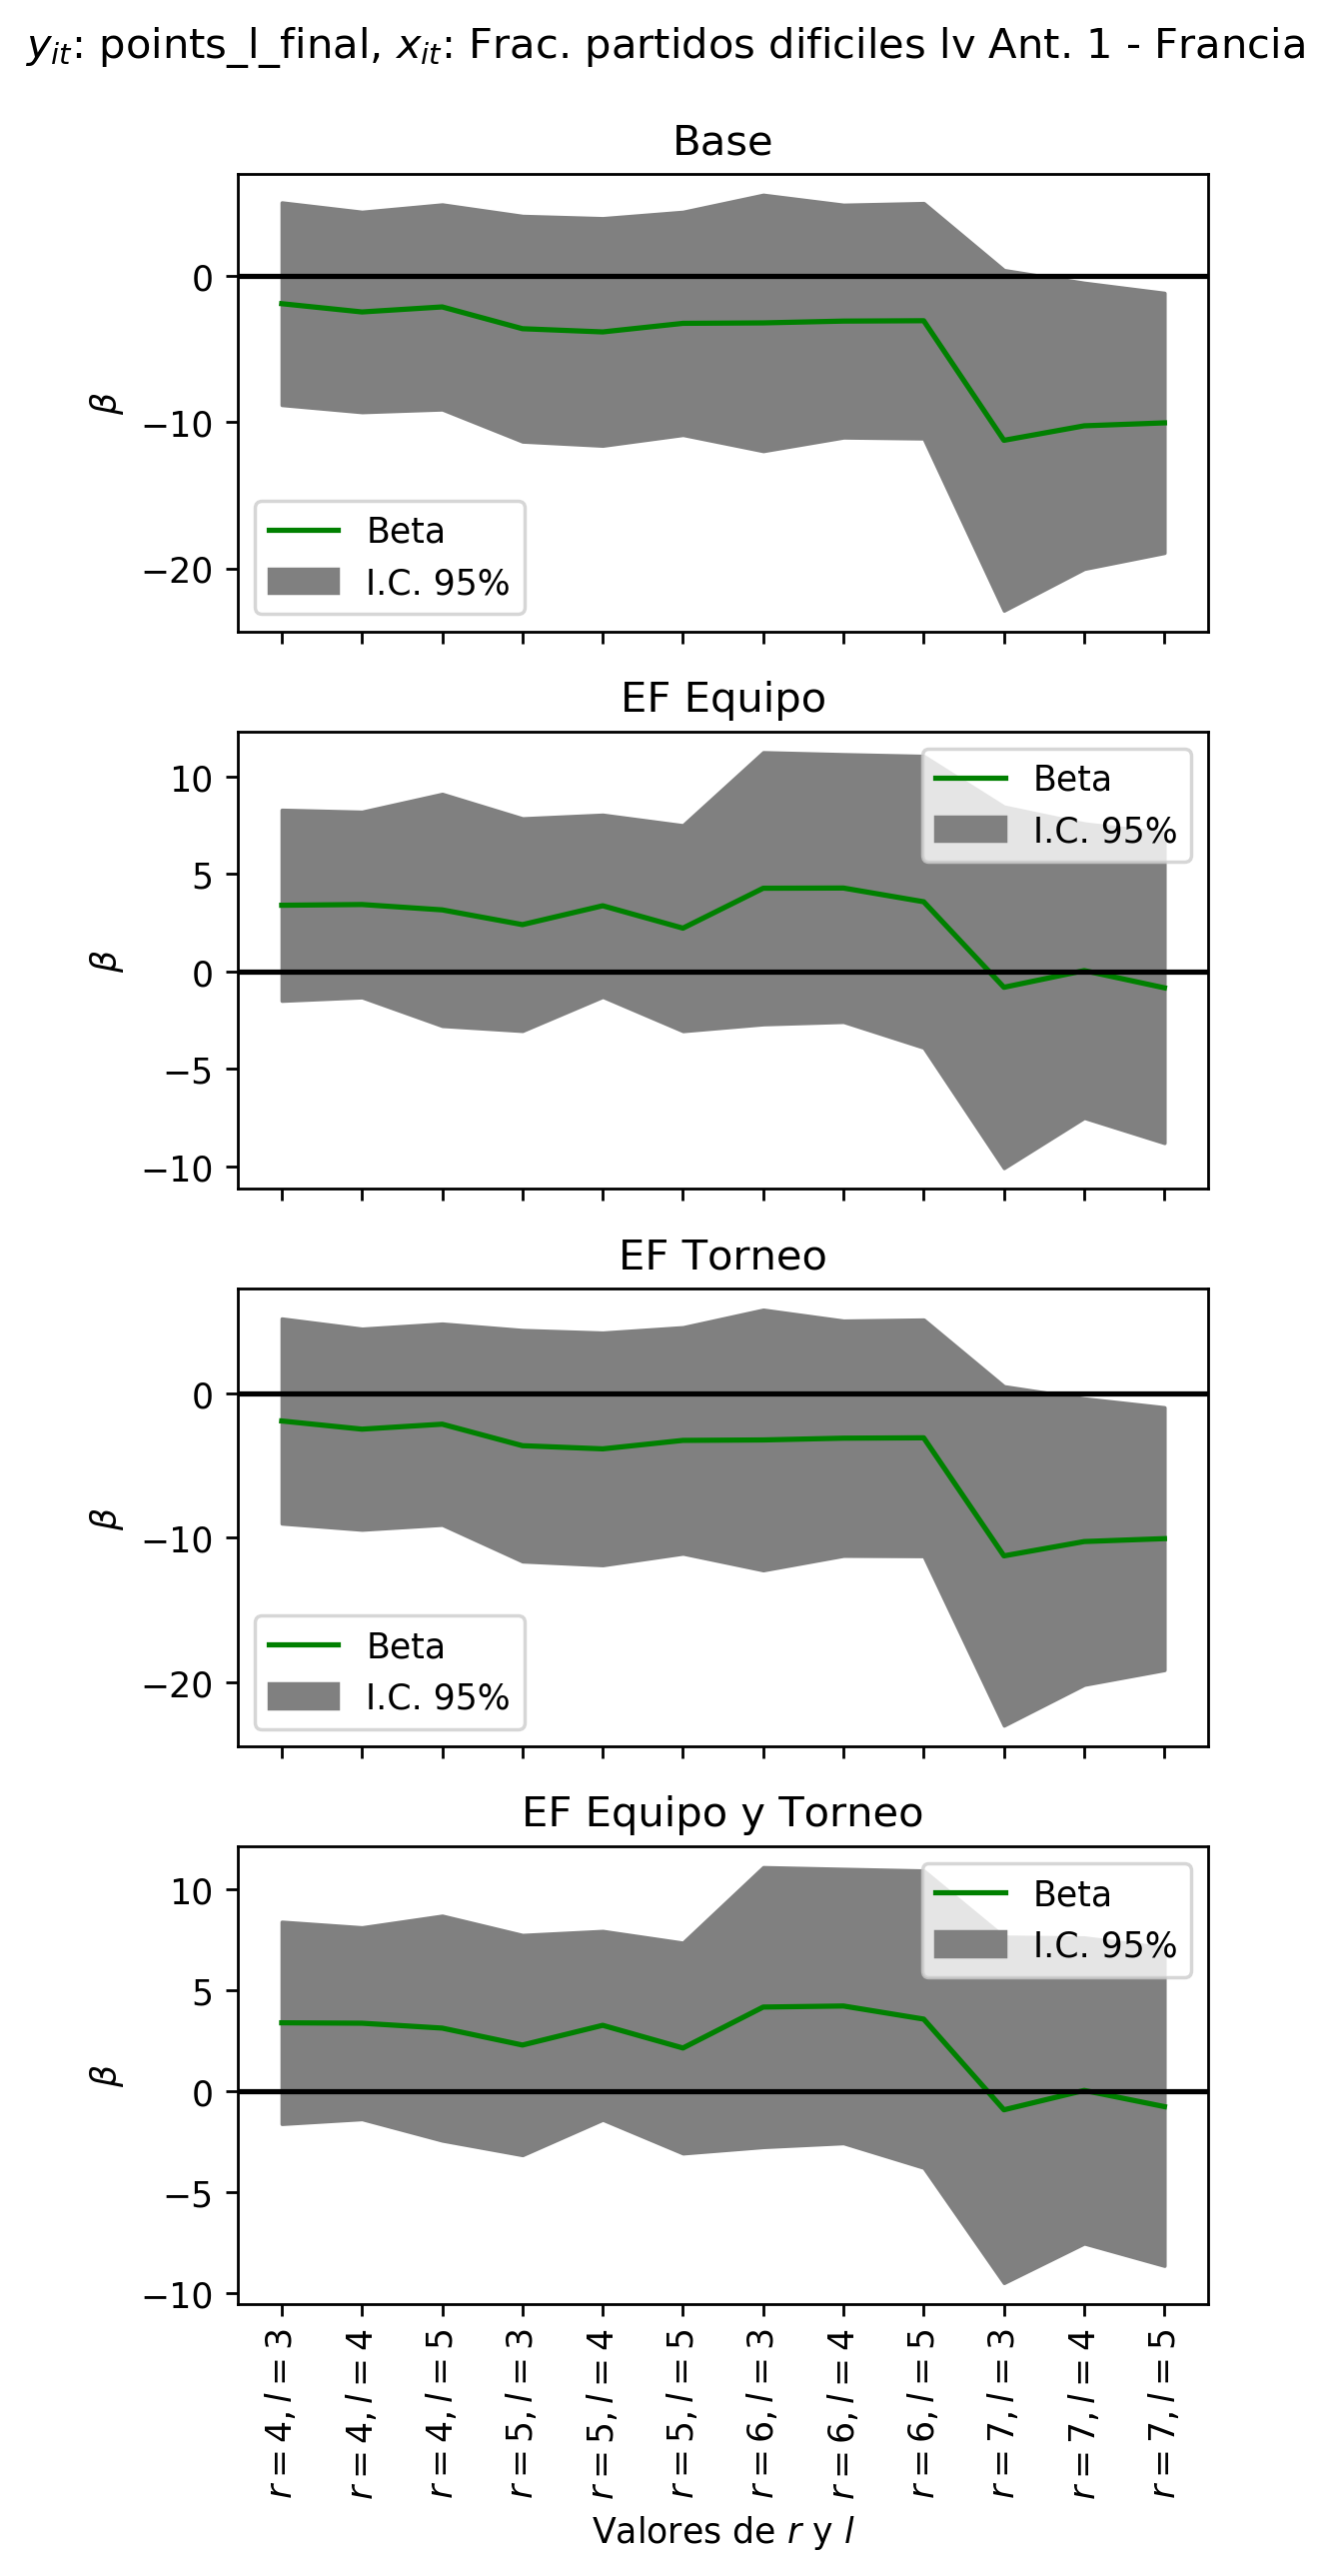 y_it: points_l_final, x_it: Frac. partidos dificiles lv Ant. 1 - Francia
Base
0
−10
−20
β
Beta
I.C. 95%
EF Equipo
10
5
0
−5
−10
β
Beta
I.C. 95%
EF Torneo
0
−10
−20
β
Beta
I.C. 95%
EF Equipo y Torneo
10
5
0
−5
−10
β
Beta
I.C. 95%
r = 4, l = 3
r = 4, l = 4
r = 4, l = 5
r = 5, l = 3
r = 5, l = 4
r = 5, l = 5
r = 6, l = 3
r = 6, l = 4
r = 6, l = 5
r = 7, l = 3
r = 7, l = 4
r = 7, l = 5
Valores de r y l